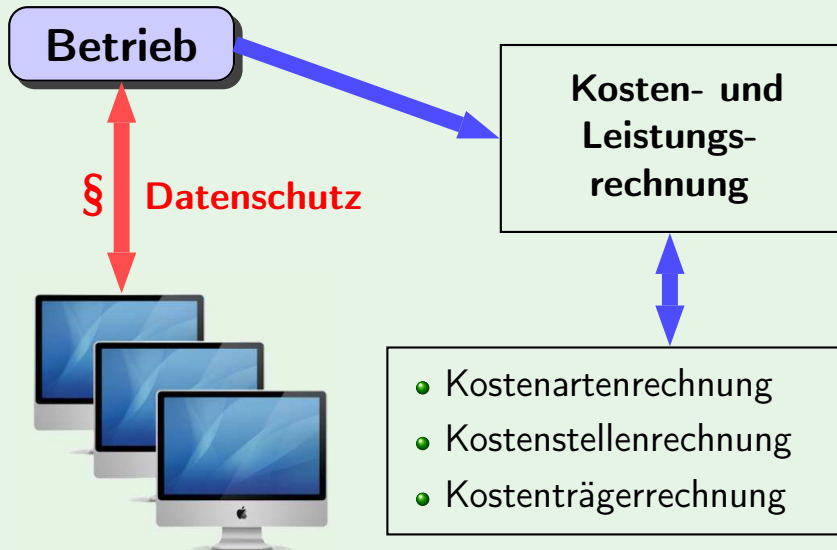 Betrieb
Kosten- und
Leistungs-
rechnung
§ Datenschutz
Kostenartenrechnung
Kostenstellenrechnung
Kostenträgerrechnung